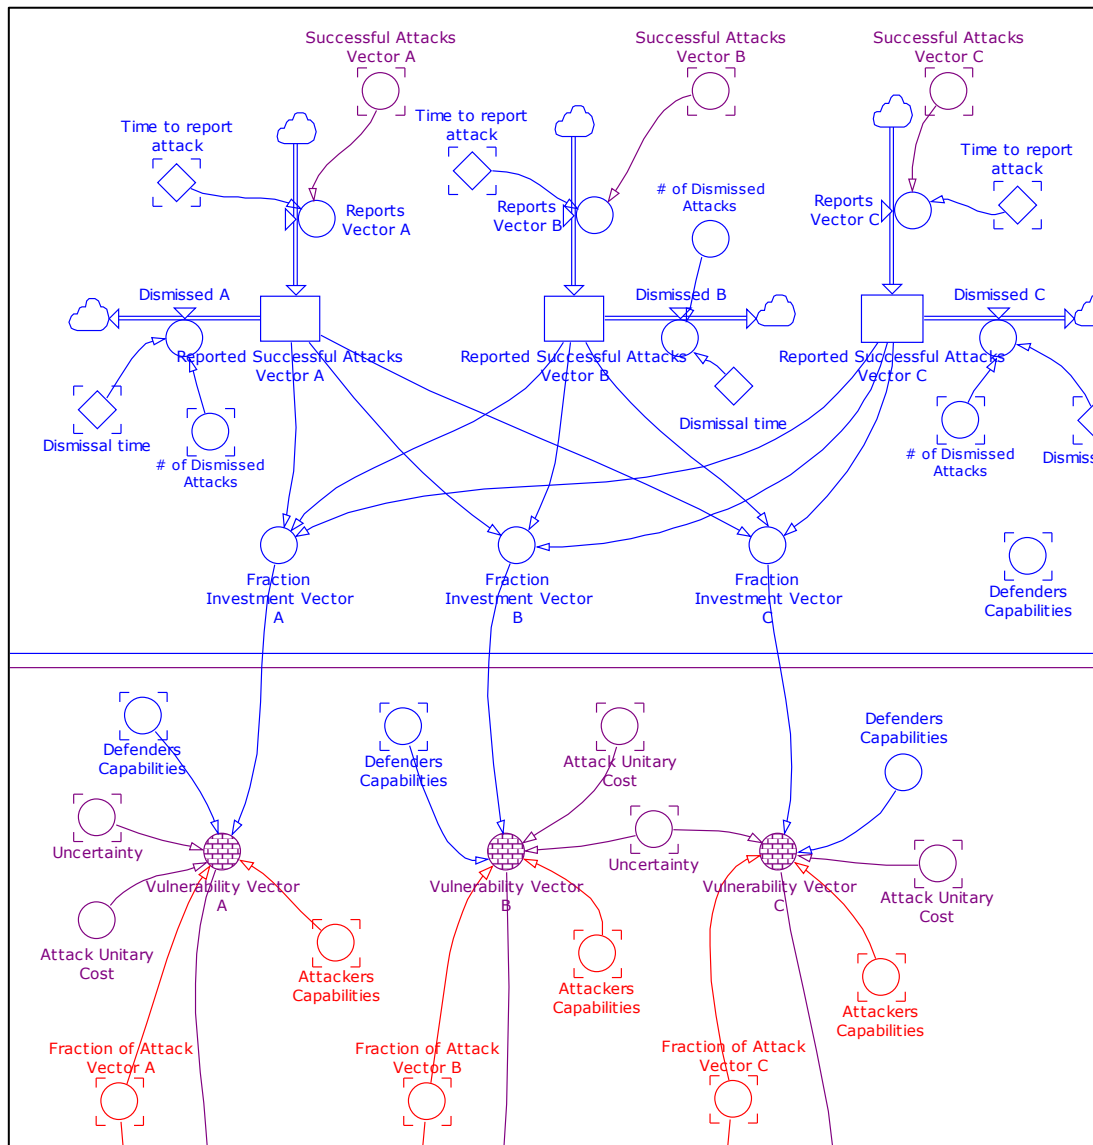 Successful Attacks
Vector A
Successful Attacks
Vector B
Successful Attacks
Vector C
Time to report
attack
Time to report
attack
Time to report
attack
# of Dismissed
Attacks
Reports
Vector A
Reports
Vector B
Reports
Vector C
Dismissed A
Dismissed B
Dismissed C
Reported Successful Attacks
Vector A
Reported Successful Attacks
Vector B
Reported Successful Attacks
Vector C
Dismissal time
# of Dismissed
Attacks
Dismissal time
# of Dismissed
Attacks
Dismiss
Fraction
Investment Vector
A
Fraction
Investment Vector
B
Fraction
Investment Vector
C
Defenders
Capabilities
Defenders
Capabilities
Defenders
Capabilities
Attack Unitary
Cost
Defenders
Capabilities
Uncertainty
Uncertainty
Vulnerability Vector
A
Vulnerability Vector
B
Vulnerability Vector
C
Attack Unitary
Cost
Attack Unitary
Cost
Attackers
Capabilities
Attackers
Capabilities
Attackers
Capabilities
Fraction of Attack
Vector A
Fraction of Attack
Vector B
Fraction of Attack
Vector C